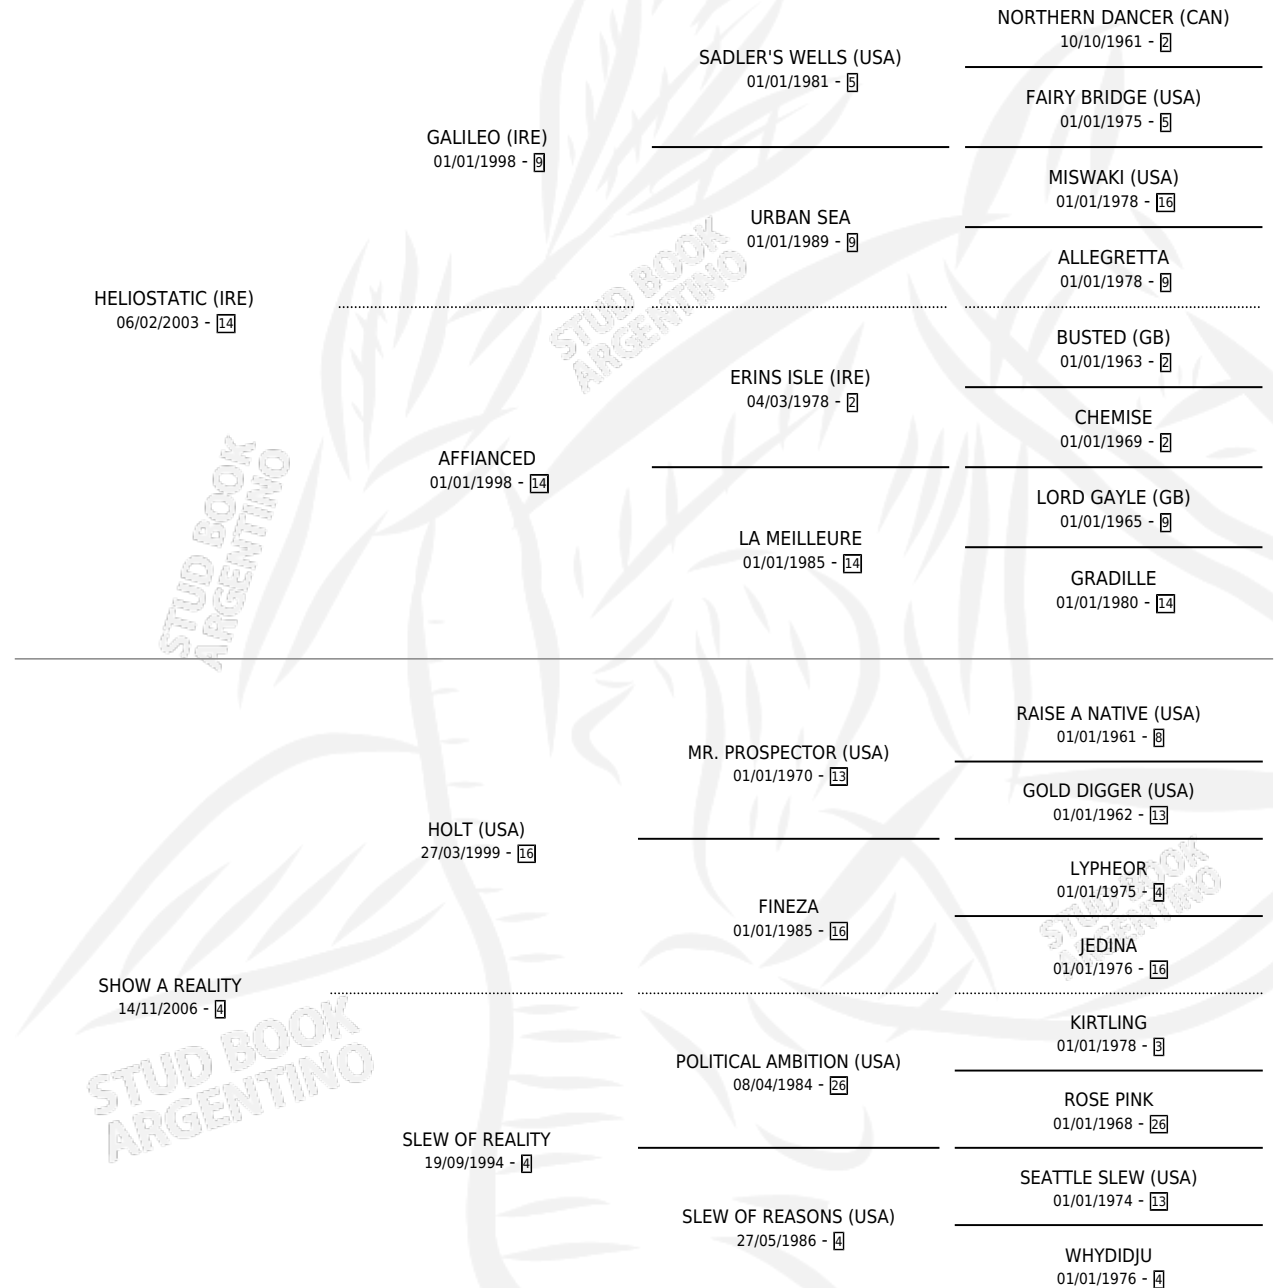 NORTHERN DANCER (CAN)
10/10/1961 - 2
SADLER'S WELLS (USA)
01/01/1981 - 5
FAIRY BRIDGE (USA)
01/01/1975 - 5
GALILEO (IRE)
01/01/1998 - 9
MISWAKI (USA)
01/01/1978 - 16
URBAN SEA
01/01/1989 - 9
ALLEGRETTA
01/01/1978 - 9
HELIOSTATIC (IRE)
06/02/2003 - 14
BUSTED (GB)
01/01/1963 - 2
ERINS ISLE (IRE)
04/03/1978 - 2
CHEMISE
01/01/1969 - 2
AFFIANCED
01/01/1998 - 14
LORD GAYLE (GB)
01/01/1965 - 9
LA MEILLEURE
01/01/1985 - 14
GRADILLE
01/01/1980 - 14
RAISE A NATIVE (USA)
01/01/1961 - 8
MR. PROSPECTOR (USA)
01/01/1970 - 13
GOLD DIGGER (USA)
01/01/1962 - 13
HOLT (USA)
27/03/1999 - 16
LYPHEOR
01/01/1975 - 4
FINEZA
01/01/1985 - 16
JEDINA
01/01/1976 - 16
SHOW A REALITY
14/11/2006 - 4
KIRTLING
01/01/1978 - 3
POLITICAL AMBITION (USA)
08/04/1984 - 26
ROSE PINK
01/01/1968 - 26
SLEW OF REALITY
19/09/1994 - 4
SEATTLE SLEW (USA)
01/01/1974 - 13
SLEW OF REASONS (USA)
27/05/1986 - 4
WHYDIDJU
01/01/1976 - 4
STUD BOOK
ARGENTINO
STUD BOOK
ARGENTINO
STUD BOOK
ARGENTINO
STUD BOOK
ARGENTINO